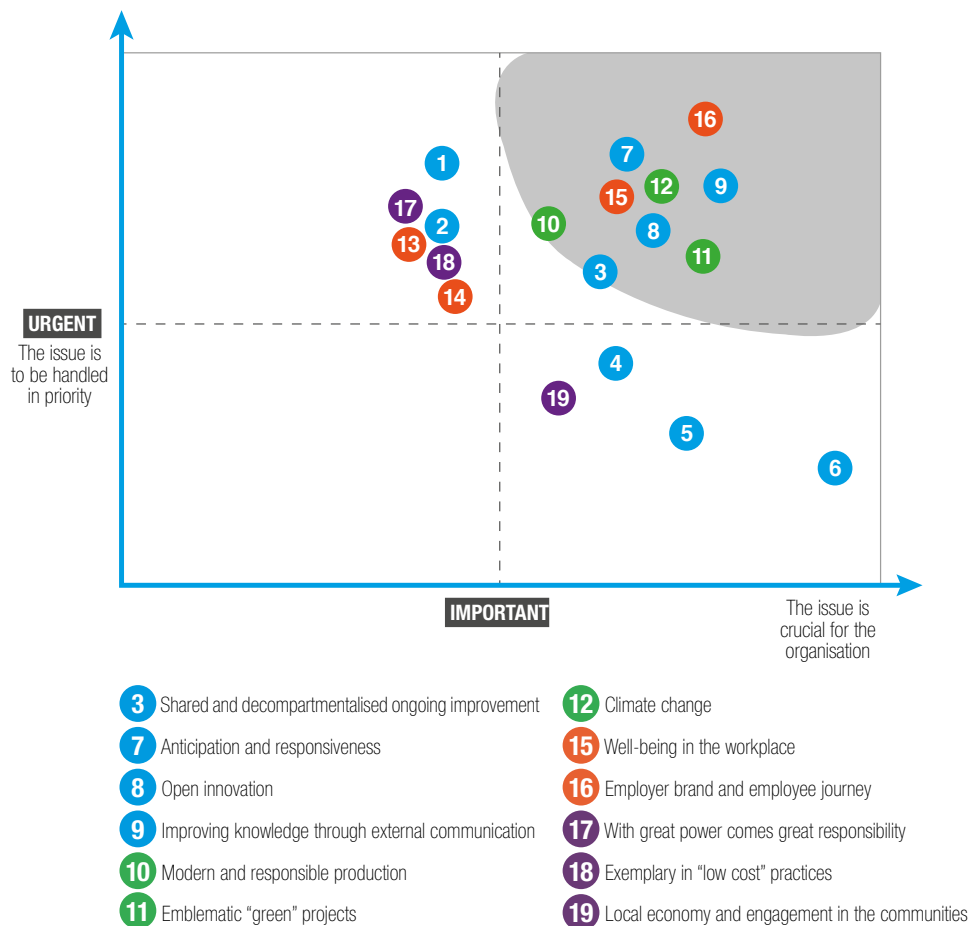 16
7
1
12
9
15
17
10
2
8
13
11
18
3
14
URGENT
The issue is
to be handled
in priority
4
19
5
6
IMPORTANT
The issue is
crucial for the
organisation
3 Shared and decompartmentalised ongoing improvement
7 Anticipation and responsiveness
8 Open innovation
9 Improving knowledge through external communication
10 Modern and responsible production
11 Emblematic “green” projects
12 Climate change
15 Well-being in the workplace
16 Employer brand and employee journey
17 With great power comes great responsibility
18 Exemplary in “low cost” practices
19 Local economy and engagement in the communities